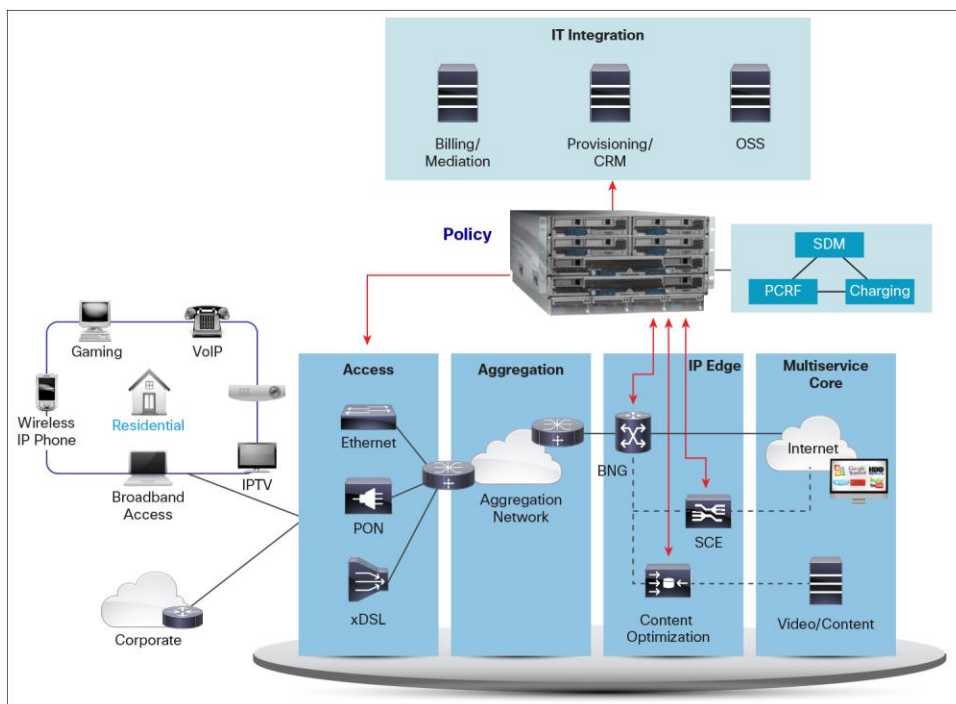 IT Integration
Billing/
Mediation
Provisioning/
CRM
OSS
Policy
SDM
PCRF
Charging
Gaming
VoIP
Wireless
IP Phone
Residential
Broadband
Access
IPTV
Corporate
Access
Ethernet
PON
xDSL
Aggregation
Aggregation
Network
IP Edge
BNG
SCE
Content
Optimization
Multiservice
Core
Internet
Google
HBO
Video/Content